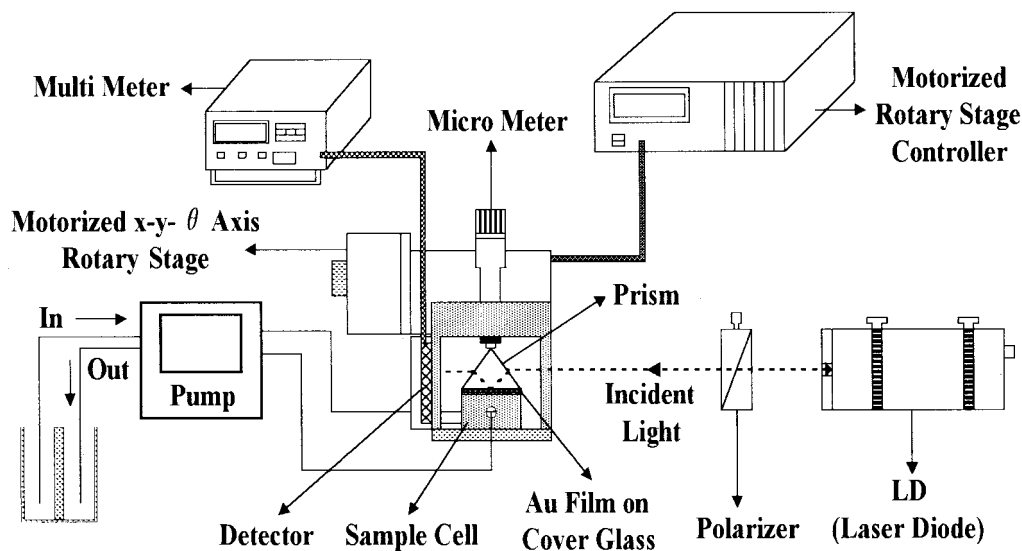 Multi Meter
Micro Meter
Motorized
Rotary Stage
Controller
Motorized x-y- θ Axis
Rotary Stage
In
Out
Pump
Prism
Incident
Light
Detector
Sample Cell
Au Film on
Cover Glass
Polarizer
LD
(Laser Diode)